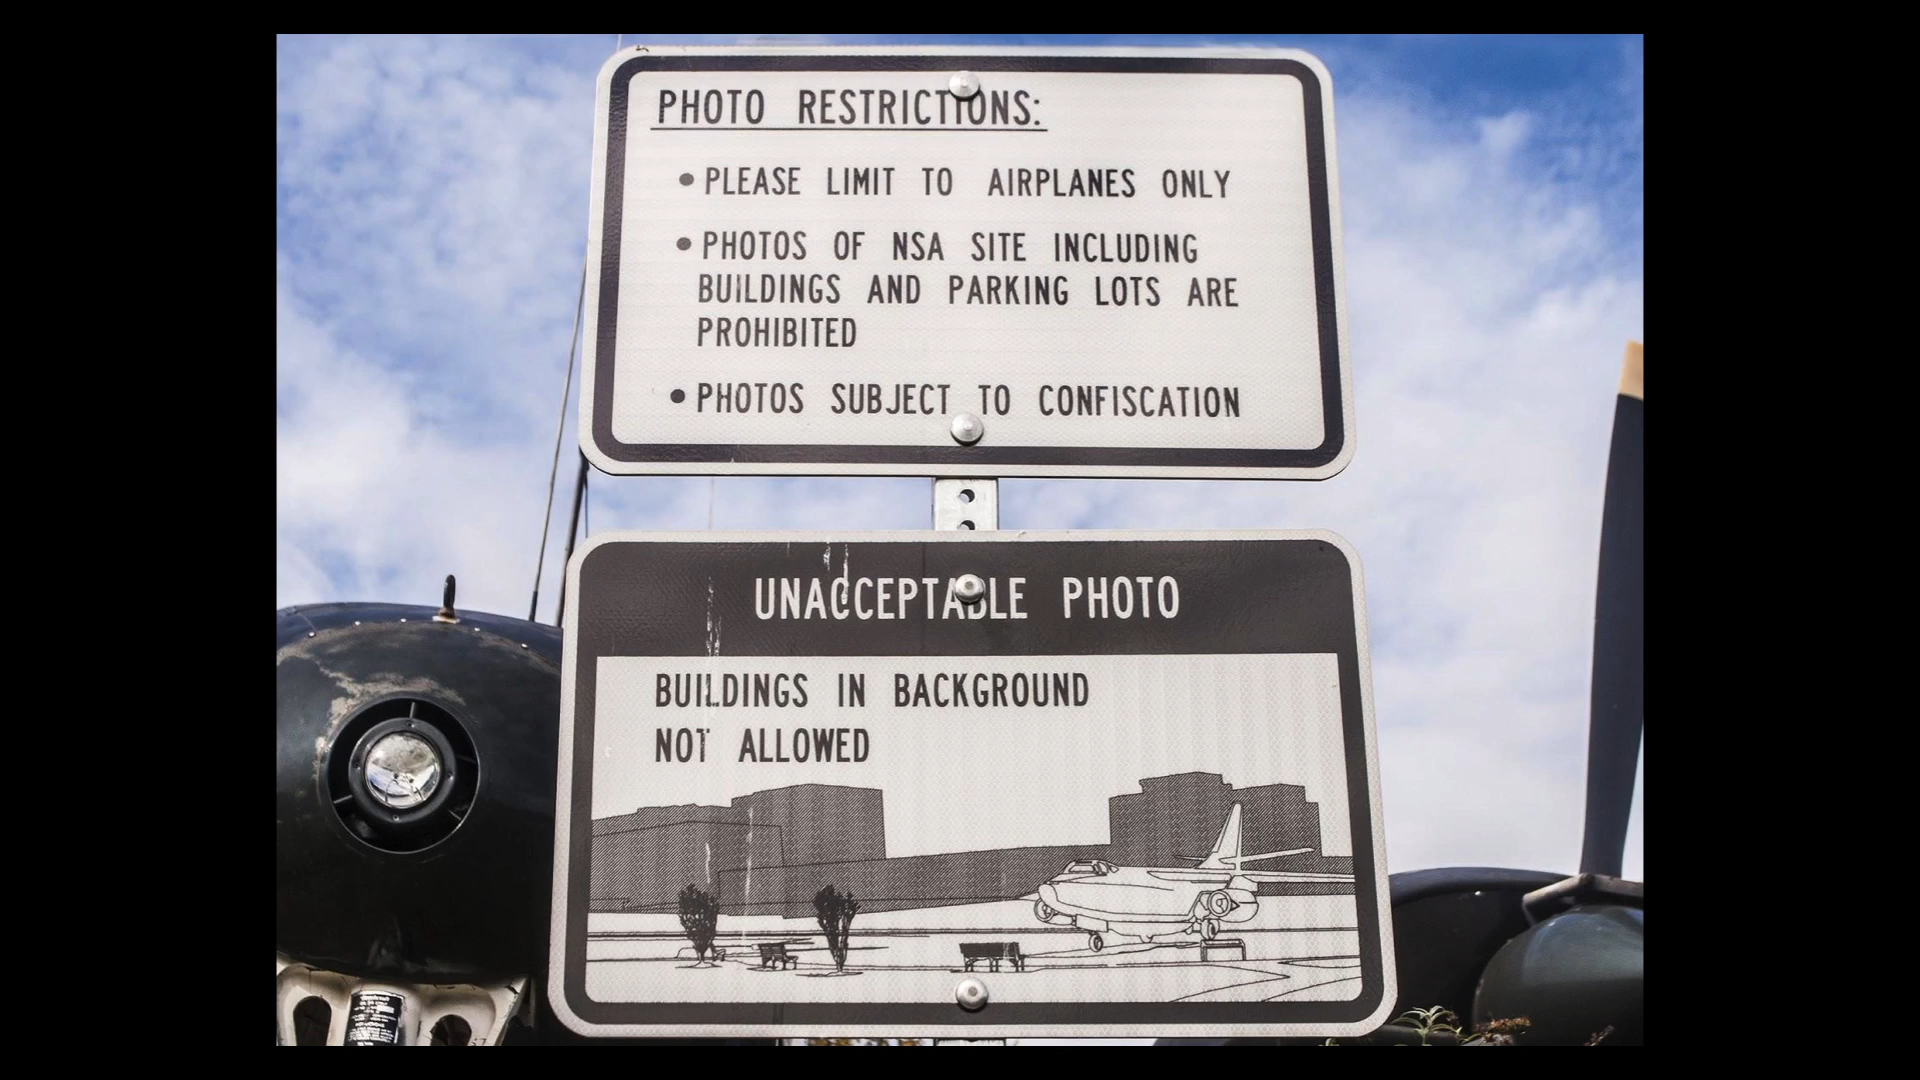 PHOTO RESTRICTIONS:
• PLEASE LIMIT TO AIRPLANES ONLY
• PHOTOS OF NSA SITE INCLUDING
BUILDINGS AND PARKING LOTS ARE
PROHIBITED
• PHOTOS SUBJECT TO CONFISCATION
UNACCEPTABLE PHOTO
BUILDINGS IN BACKGROUND
NOT ALLOWED